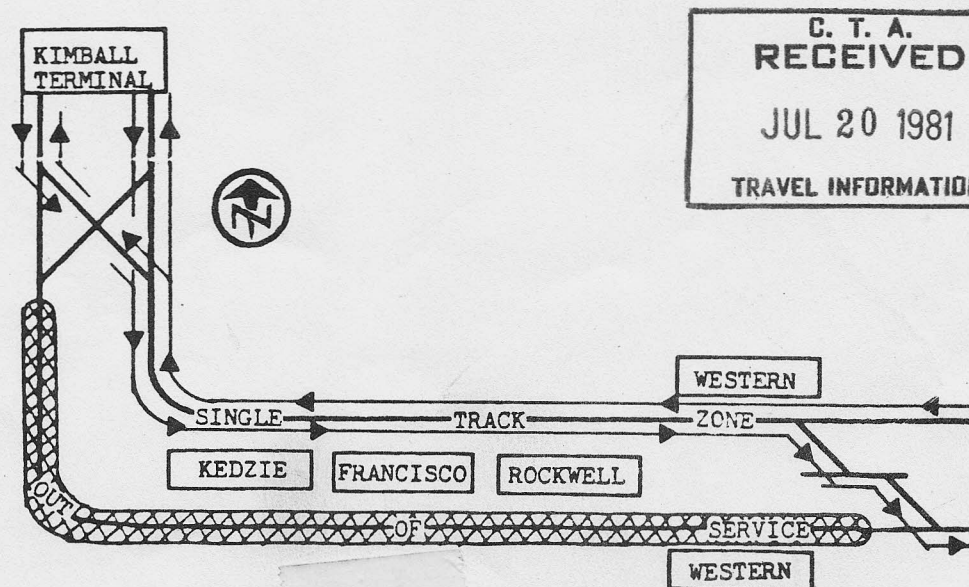 KIMBALL
TERMINAL
C. T. A.
RECEIVED
JUL 20 1981
TRAVEL INFORMATION
N
WESTERN
SINGLE TRACK ZONE
KEDZIE FRANCISCO ROCKWELL
OUT OF SERVICE
WESTERN